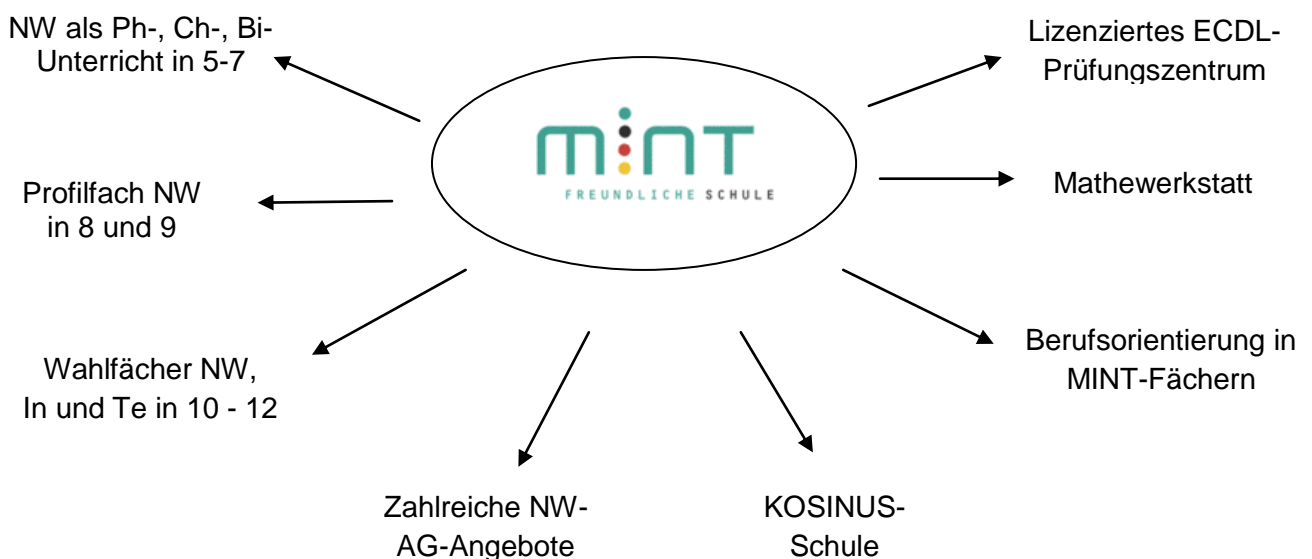 NW als Ph-, Ch-, Bi-
Unterricht in 5-7
Lizenziertes ECDL-
Prüfungszentrum
mint
FREUNDLICHE SCHULE
Profilfach NW
in 8 und 9
Mathewerkstatt
Wahlfächer NW,
In und Te in 10 - 12
Berufsorientierung in
MINT-Fächern
Zahlreiche NW-
AG-Angebote
KOSINUS-
Schule